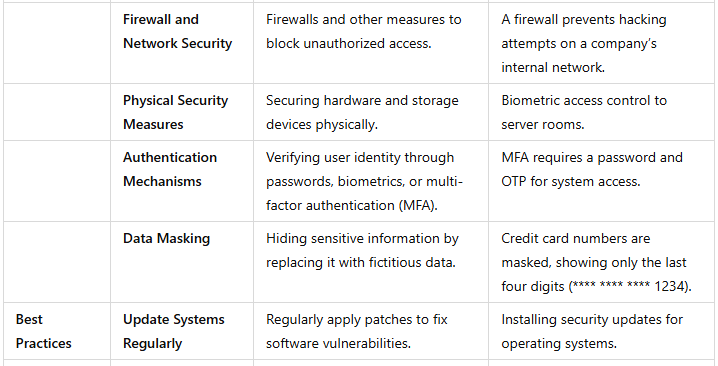 Firewall and
Network Security
Firewalls and other measures to
block unauthorized access.
A firewall prevents hacking
attempts on a company's
internal network.
Physical Security
Measures
Securing hardware and storage
devices physically.
Biometric access control to
server rooms.
Authentication
Mechanisms
Verifying user identity through
passwords, biometrics, or multi-
factor authentication (MFA).
MFA requires a password and
OTP for system access.
Data Masking
Hiding sensitive information by
replacing it with fictitious data.
Credit card numbers are
masked, showing only the last
four digits (**** **** **** 1234).
Best
Practices
Update Systems
Regularly
Regularly apply patches to fix
software vulnerabilities.
Installing security updates for
operating systems.